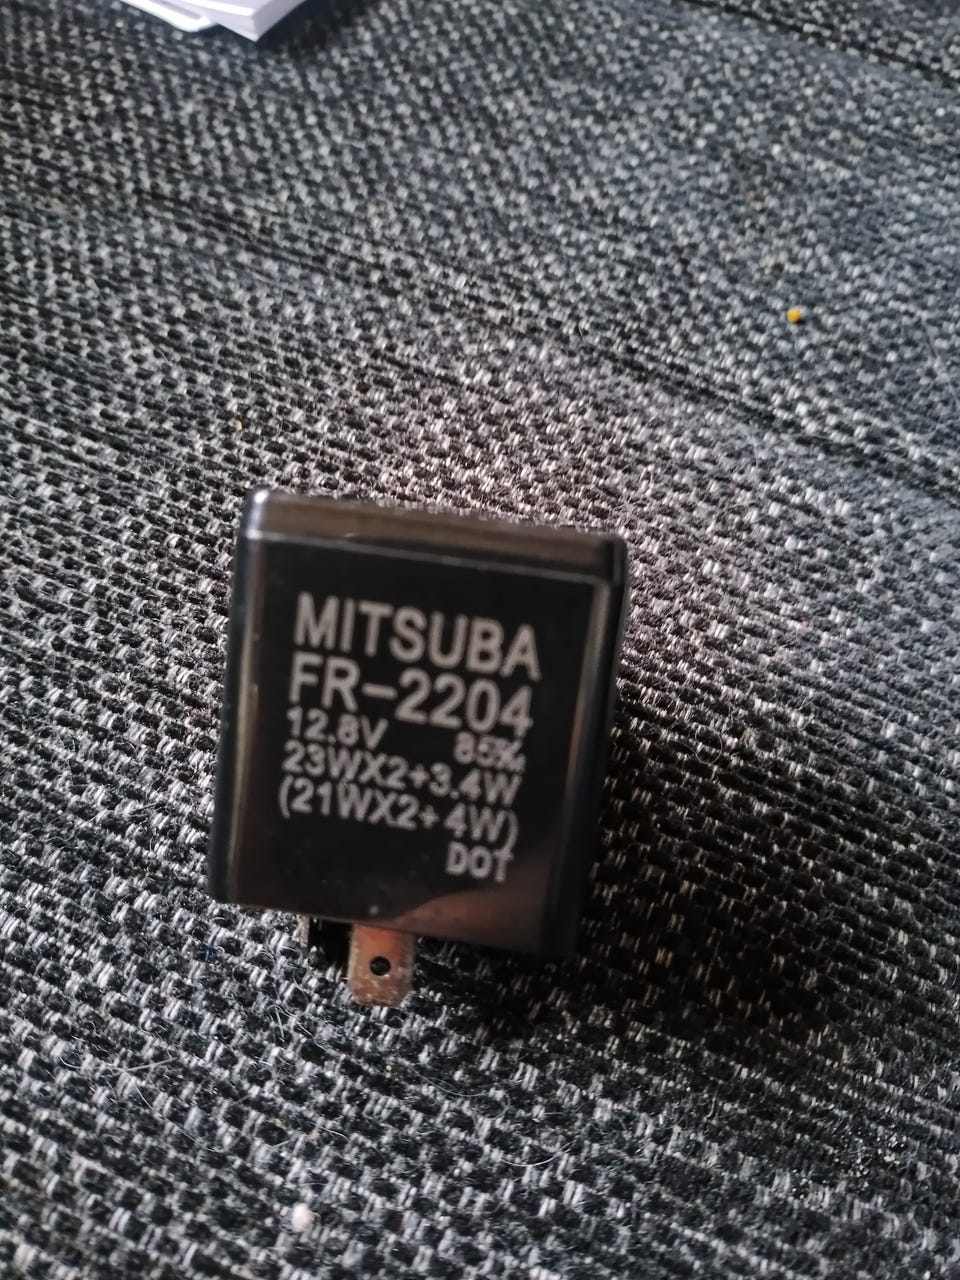 MITSUBA
FR-2204
12.8V 85%
23WX2+3.4W
(21WX2+4W)
DOT